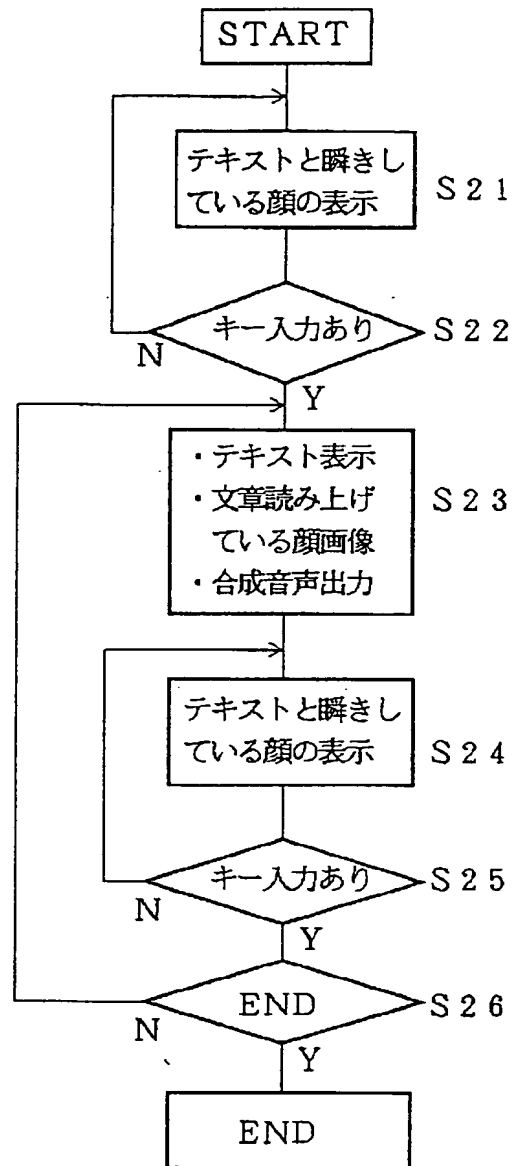 START
テキストと瞬きし
ている顔の表示
S21
キー入力あり
S22
N
Y
・テキスト表示
・文章読み上げ
ている顔画像
・合成音声出力
S23
テキストと瞬きし
ている顔の表示
S24
キー入力あり
S25
N
Y
END
S26
N
Y
END